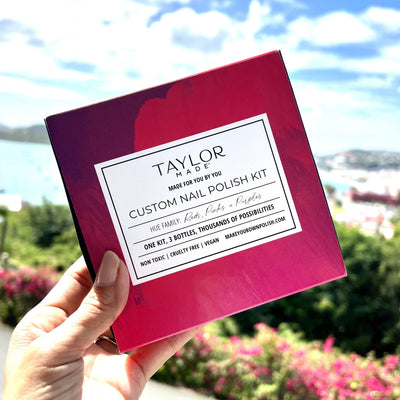 TAYLOR
MADE
MADE FOR YOU BY YOU
CUSTOM NAIL POLISH KIT
HUE FAMILY: Reds, Pinks & Purples
ONE KIT, 3 BOTTLES, THOUSANDS OF POSSIBILITIES
NON TOXIC | CRUELTY FREE | VEGAN MAKEYOUROWNPOLISH.COM